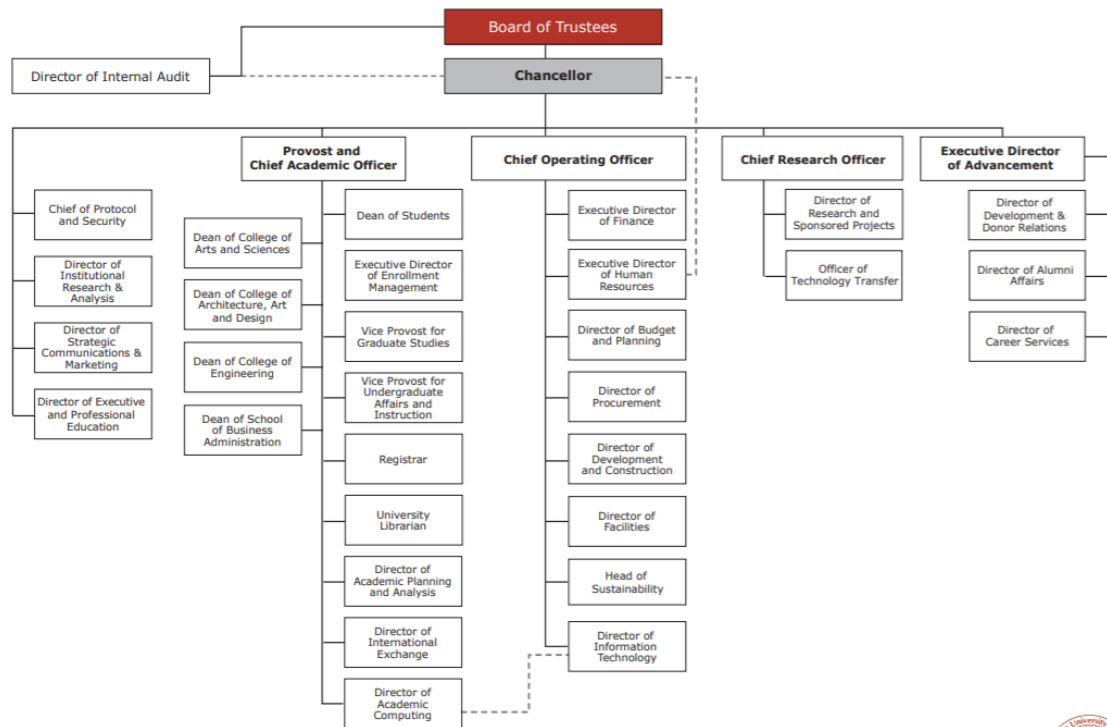 Board of Trustees
Director of Internal Audit
Chancellor
Provost and
Chief Academic Officer
Chief Operating Officer
Chief Research Officer
Executive Director
of Advancement
Chief of Protocol
and Security
Director of
Institutional
Research &
Analysis
Director of
Strategic
Communications &
Marketing
Director of Executive
and Professional
Education
Dean of College of
Arts and Sciences
Dean of College of
Architecture, Art
and Design
Dean of College of
Engineering
Dean of School
of Business
Administration
Dean of Students
Executive Director
of Enrollment
Management
Vice Provost for
Graduate Studies
Vice Provost for
Undergraduate
Affairs and
Instruction
Registrar
University
Librarian
Director of
Academic Planning
and Analysis
Director of
International
Exchange
Director of
Academic
Computing
Executive Director
of Finance
Executive Director
of Human
Resources
Director of Budget
and Planning
Director of
Procurement
Director of
Development
and Construction
Director of
Facilities
Head of
Sustainability
Director of
Information
Technology
Director of
Research and
Sponsored Projects
Officer of
Technology Transfer
Director of
Development &
Donor Relations
Director of Alumni
Affairs
Director of
Career Services
University